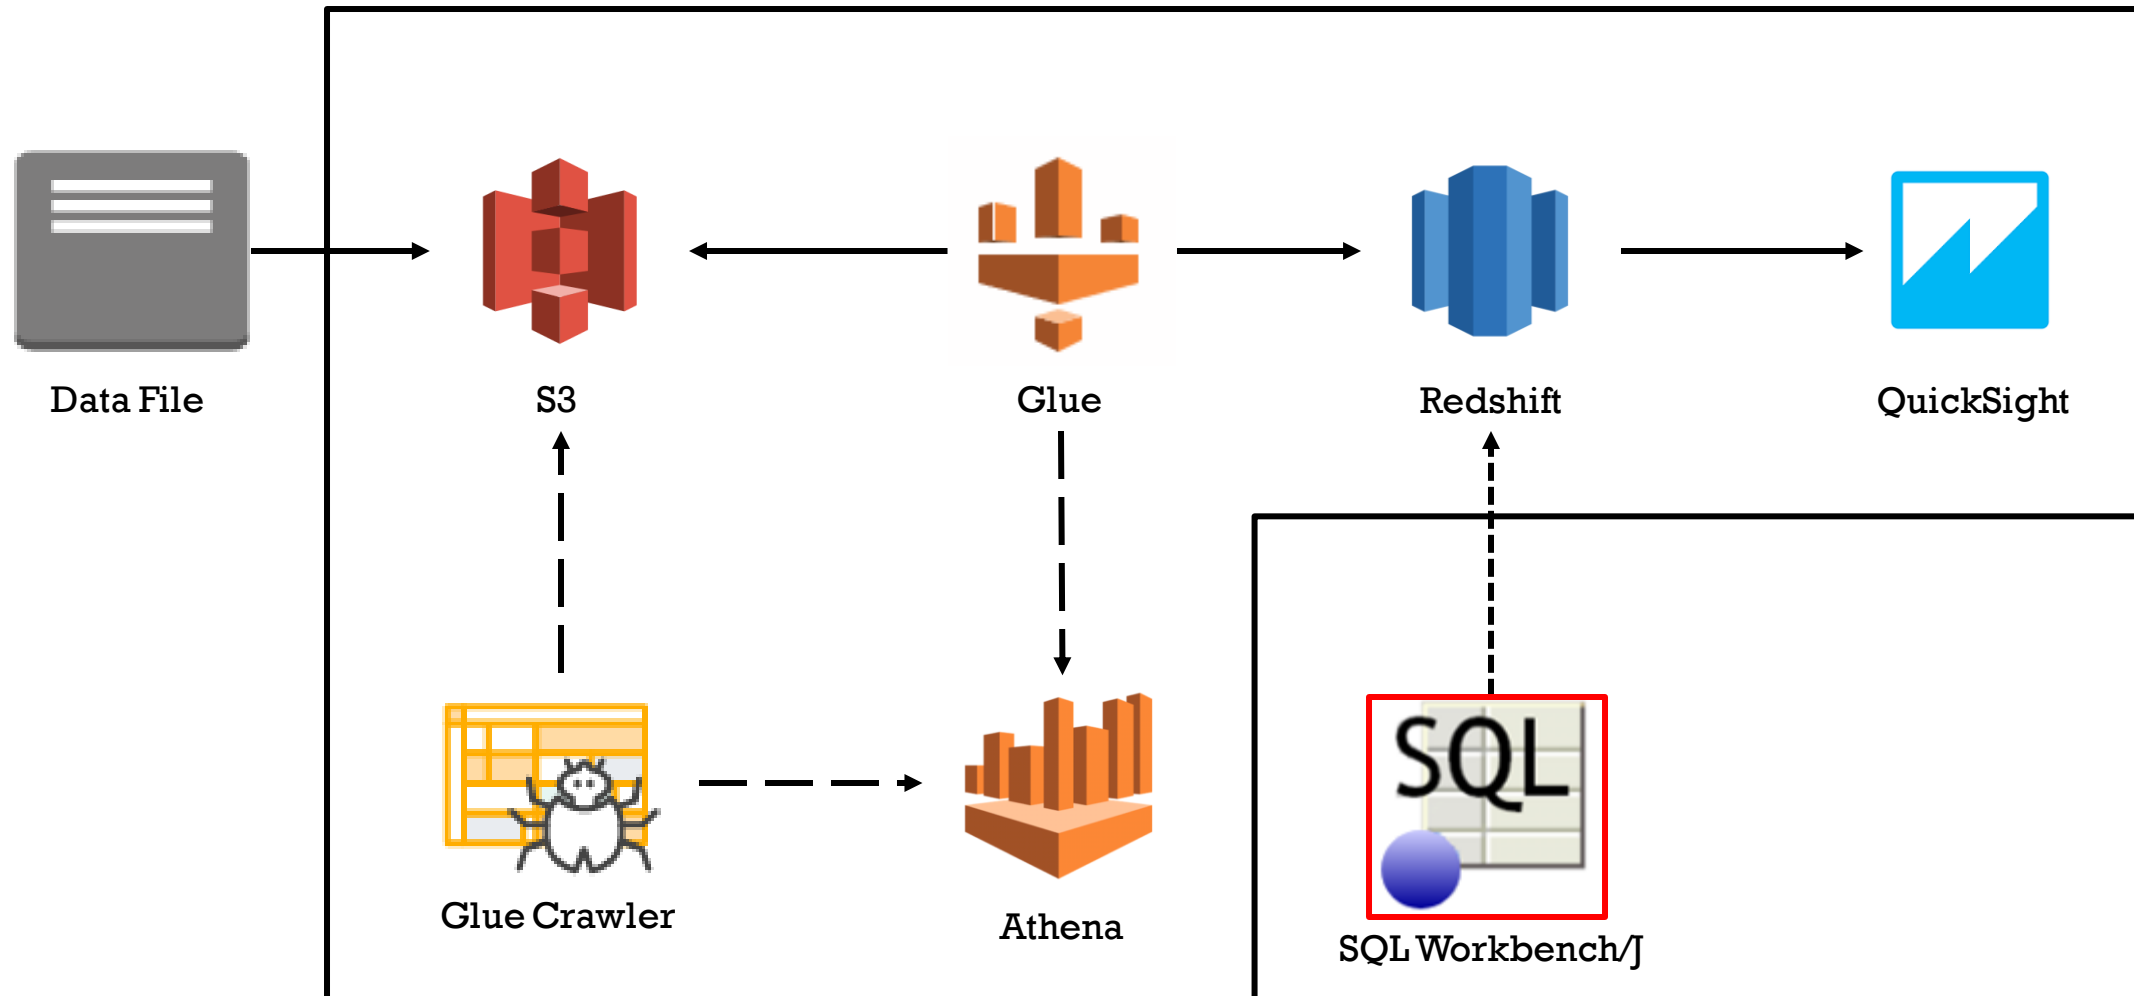 Data File
S3
Glue
Redshift
QuickSight
SQL
Glue Crawler
Athena
SQL Workbench/J